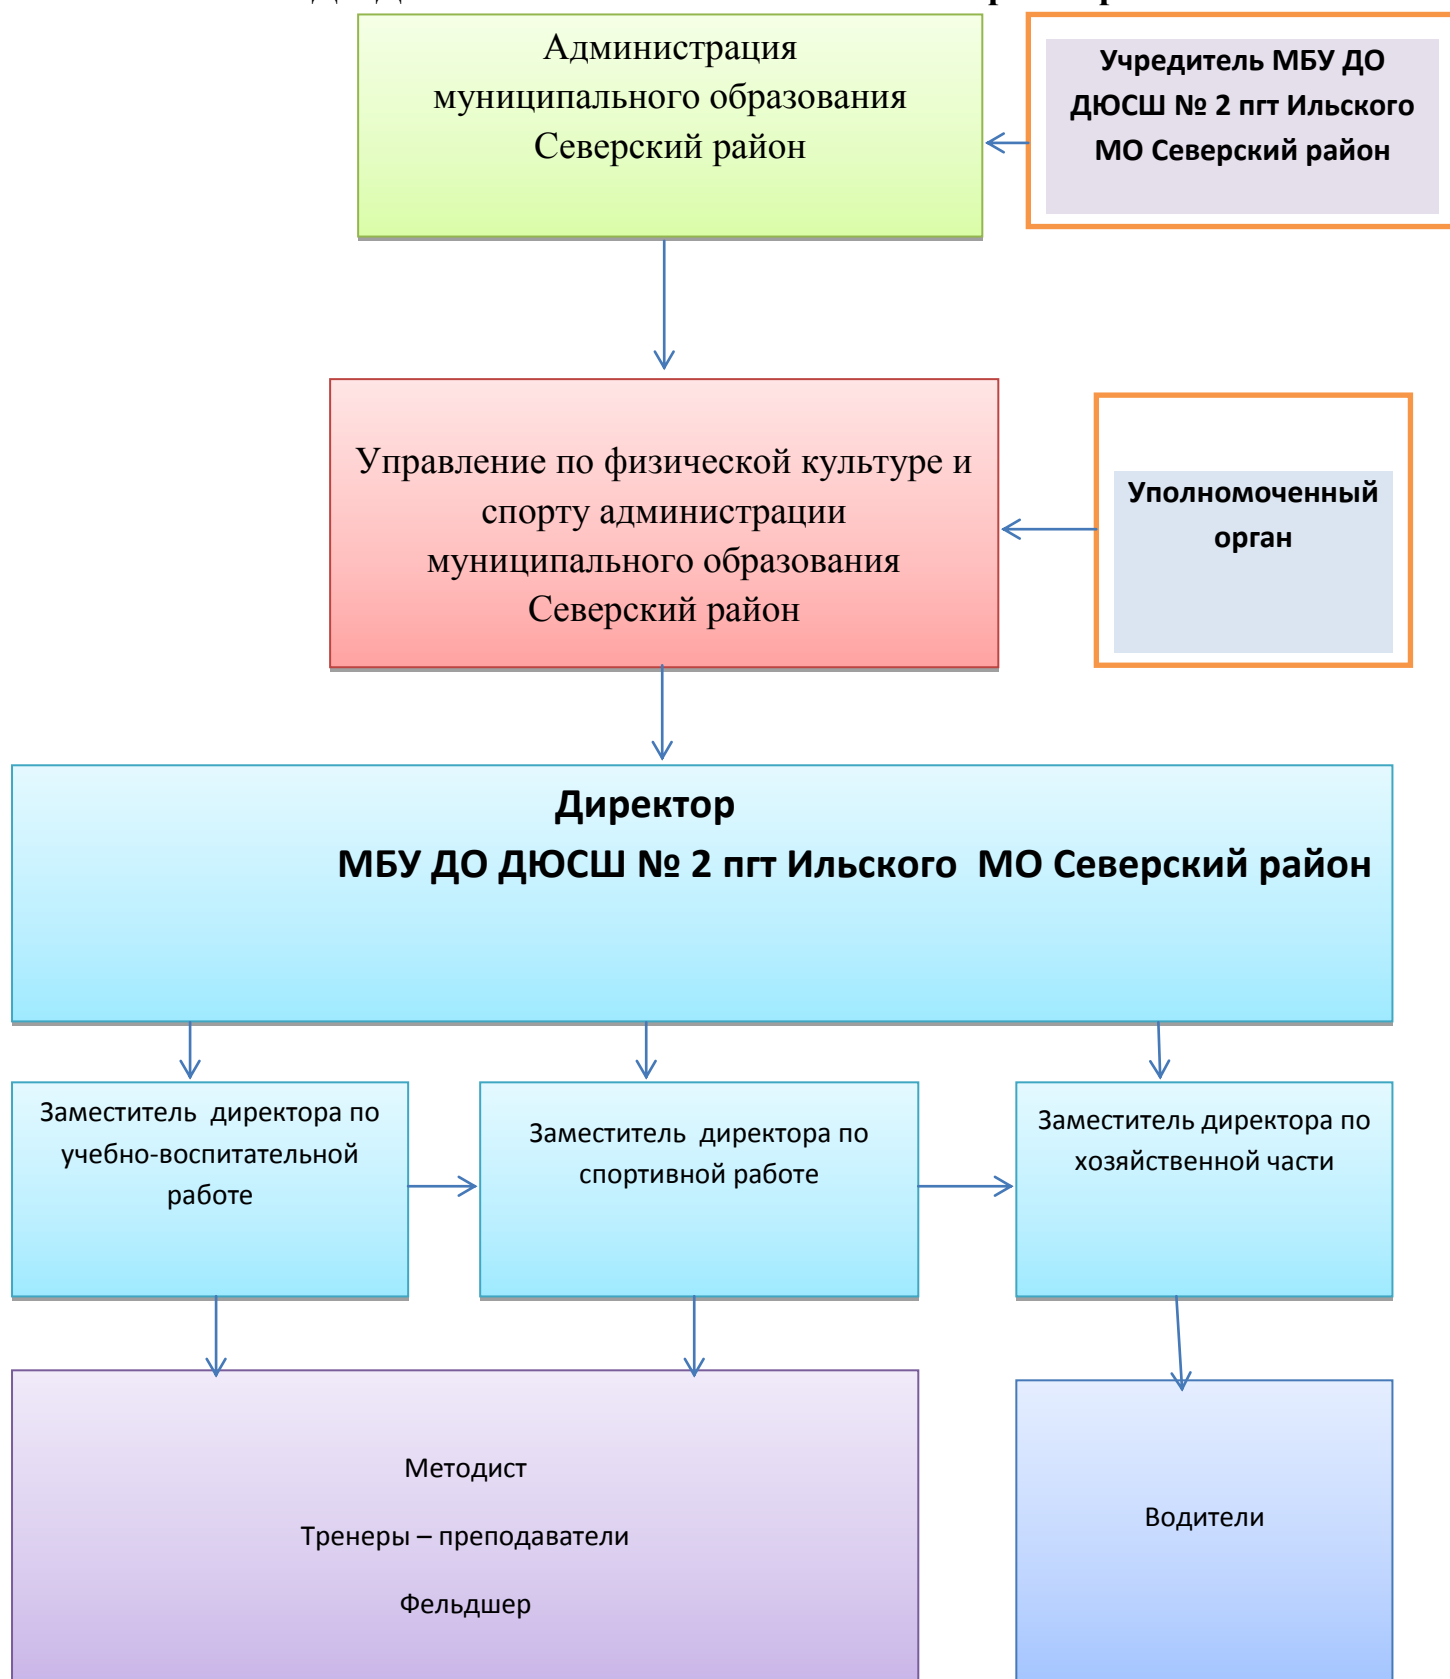 Администрация
муниципального образования
Северский район
Учредитель МБУ ДО
ДЮСШ № 2 пгт Ильского
МО Северский район
Управление по физической культуре и
спорту администрации
муниципального образования
Северский район
Уполномоченный
орган
Директор
МБУ ДО ДЮСШ № 2 пгт Ильского  МО Северский район
Заместитель  директора по
учебно-воспитательной
работе
Заместитель  директора по
спортивной работе
Заместитель директора по
хозяйственной части
Методист
Тренеры – преподаватели
Фельдшер
Водители